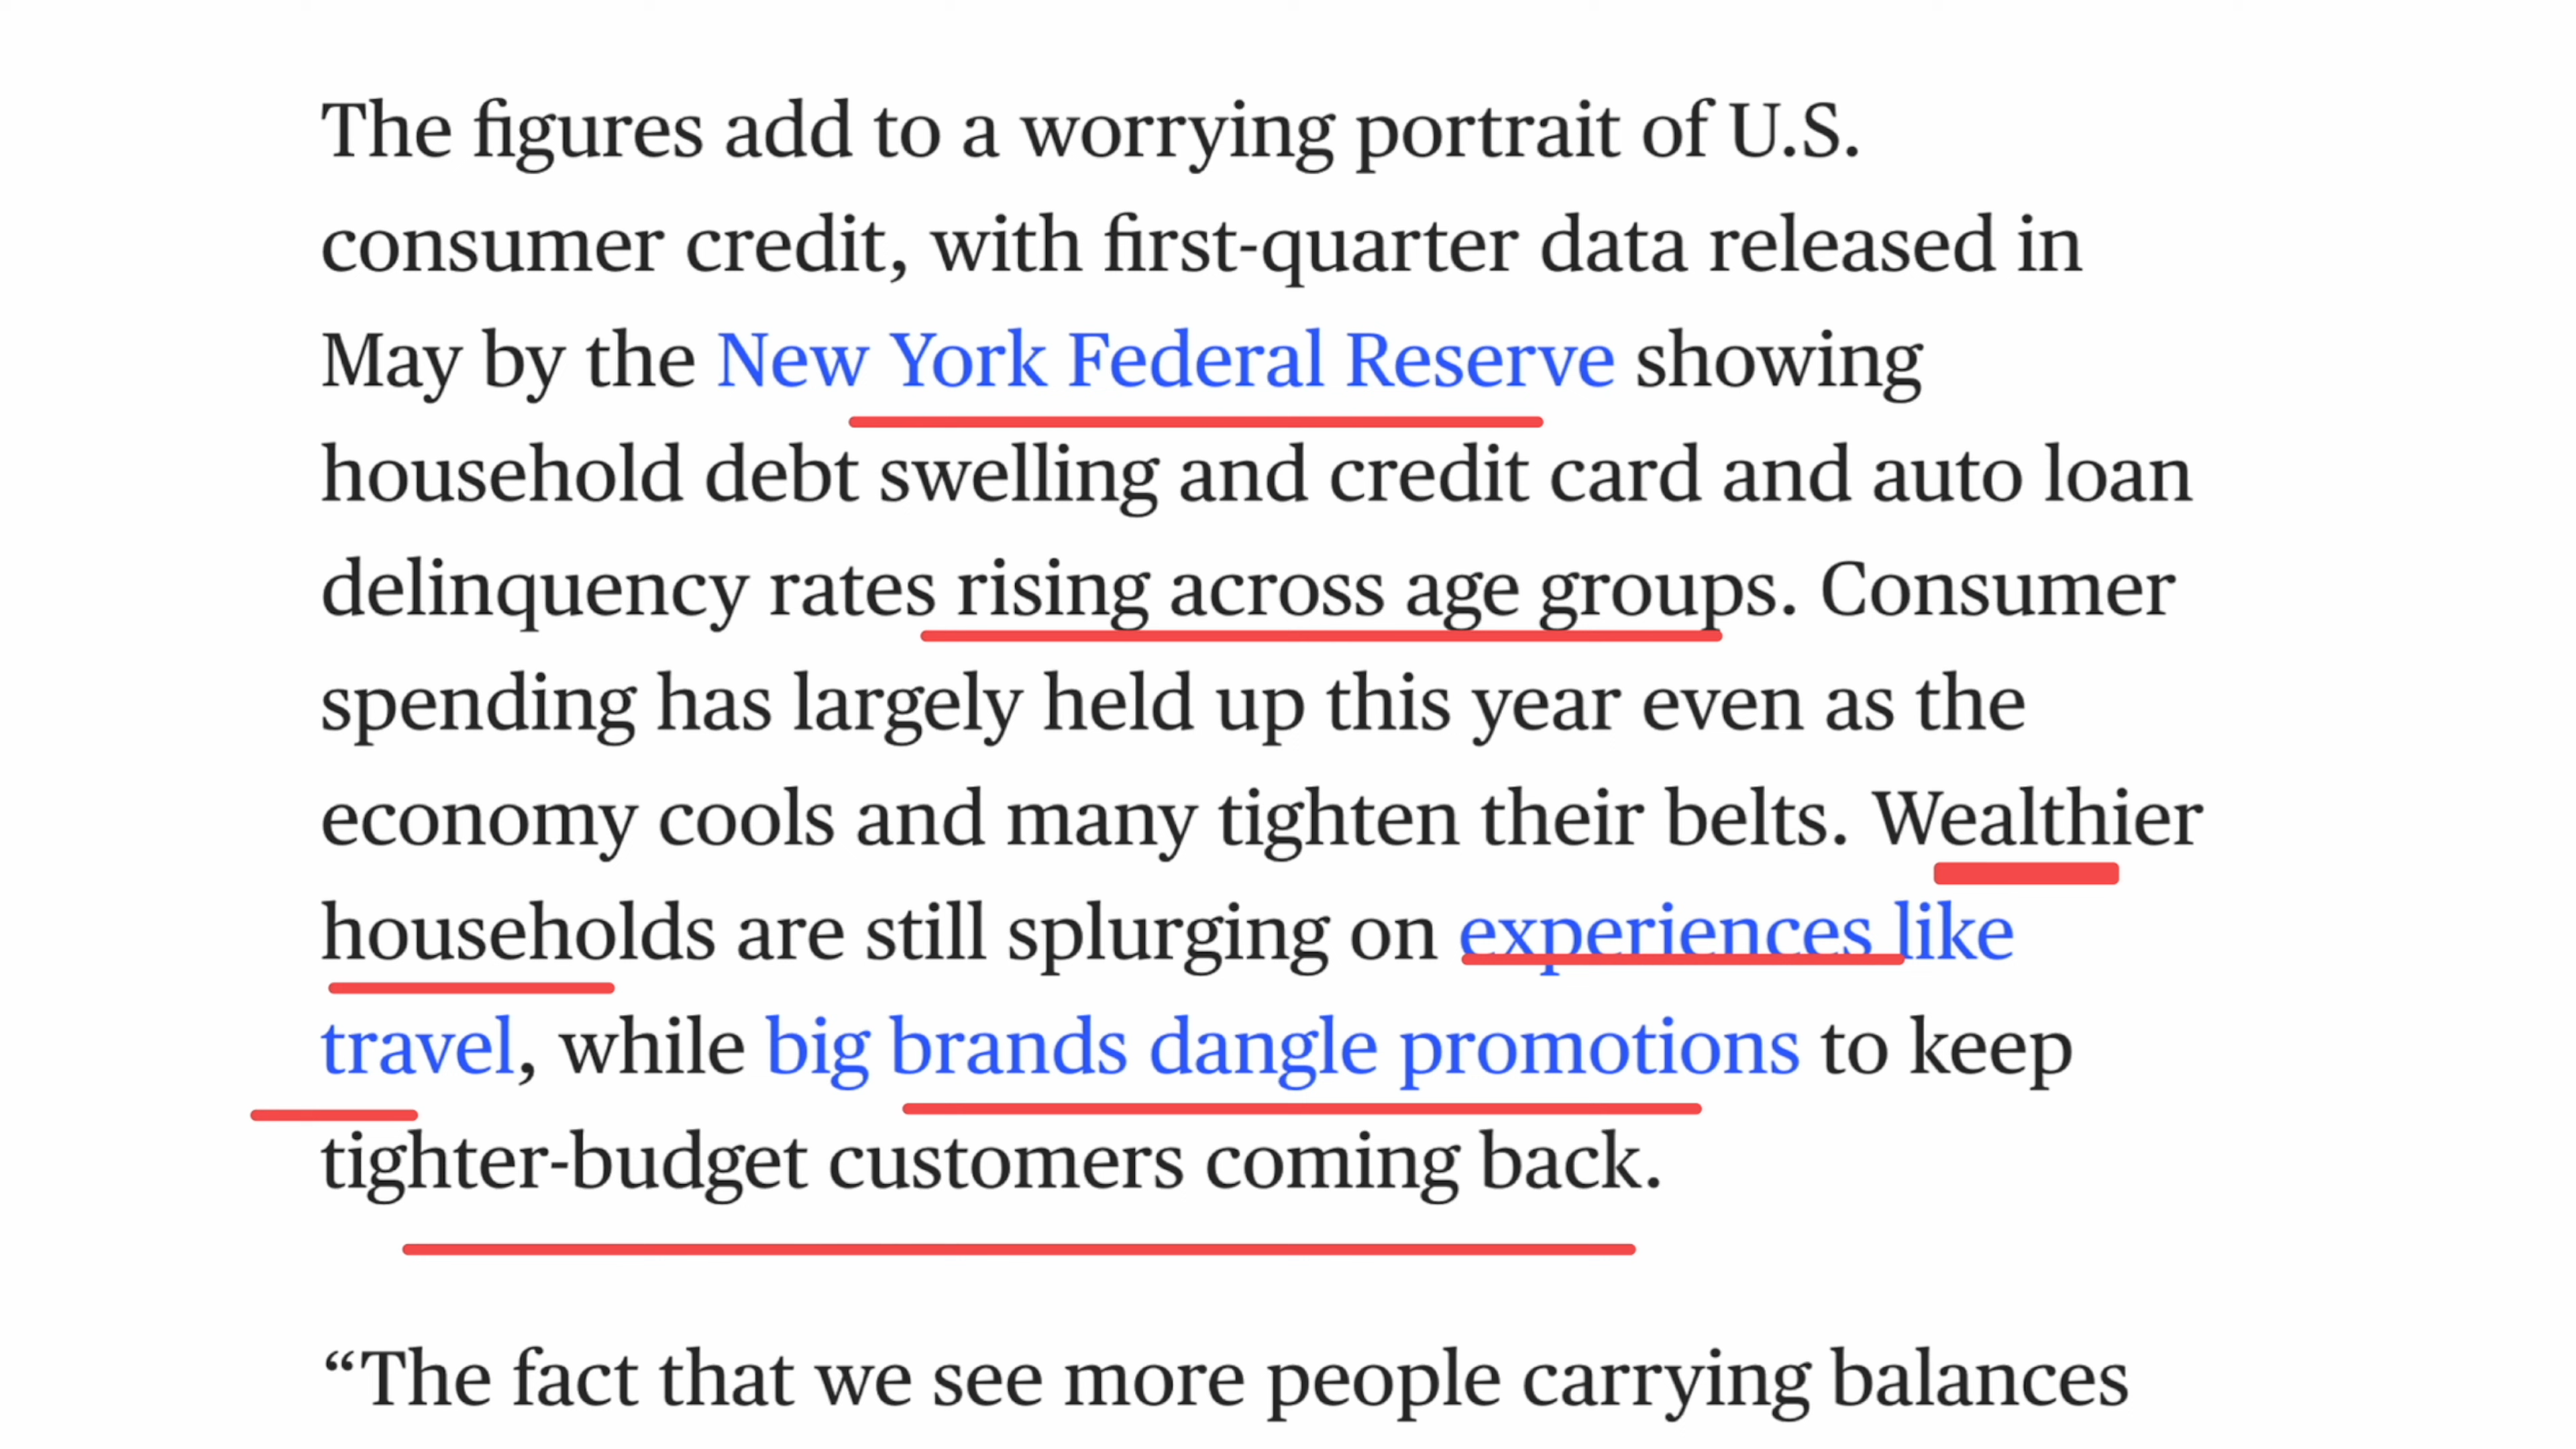 The figures add to a worrying portrait of U.S.
consumer credit, with first-quarter data released in
May by the New York Federal Reserve showing
household debt swelling and credit card and auto loan
delinquency rates rising across age groups. Consumer
spending has largely held up this year even as the
economy cools and many tighten their belts. Wealthier
households are still splurging on experiences like
travel, while big brands dangle promotions to keep
tighter-budget customers coming back.
“The fact that we see more people carrying balances